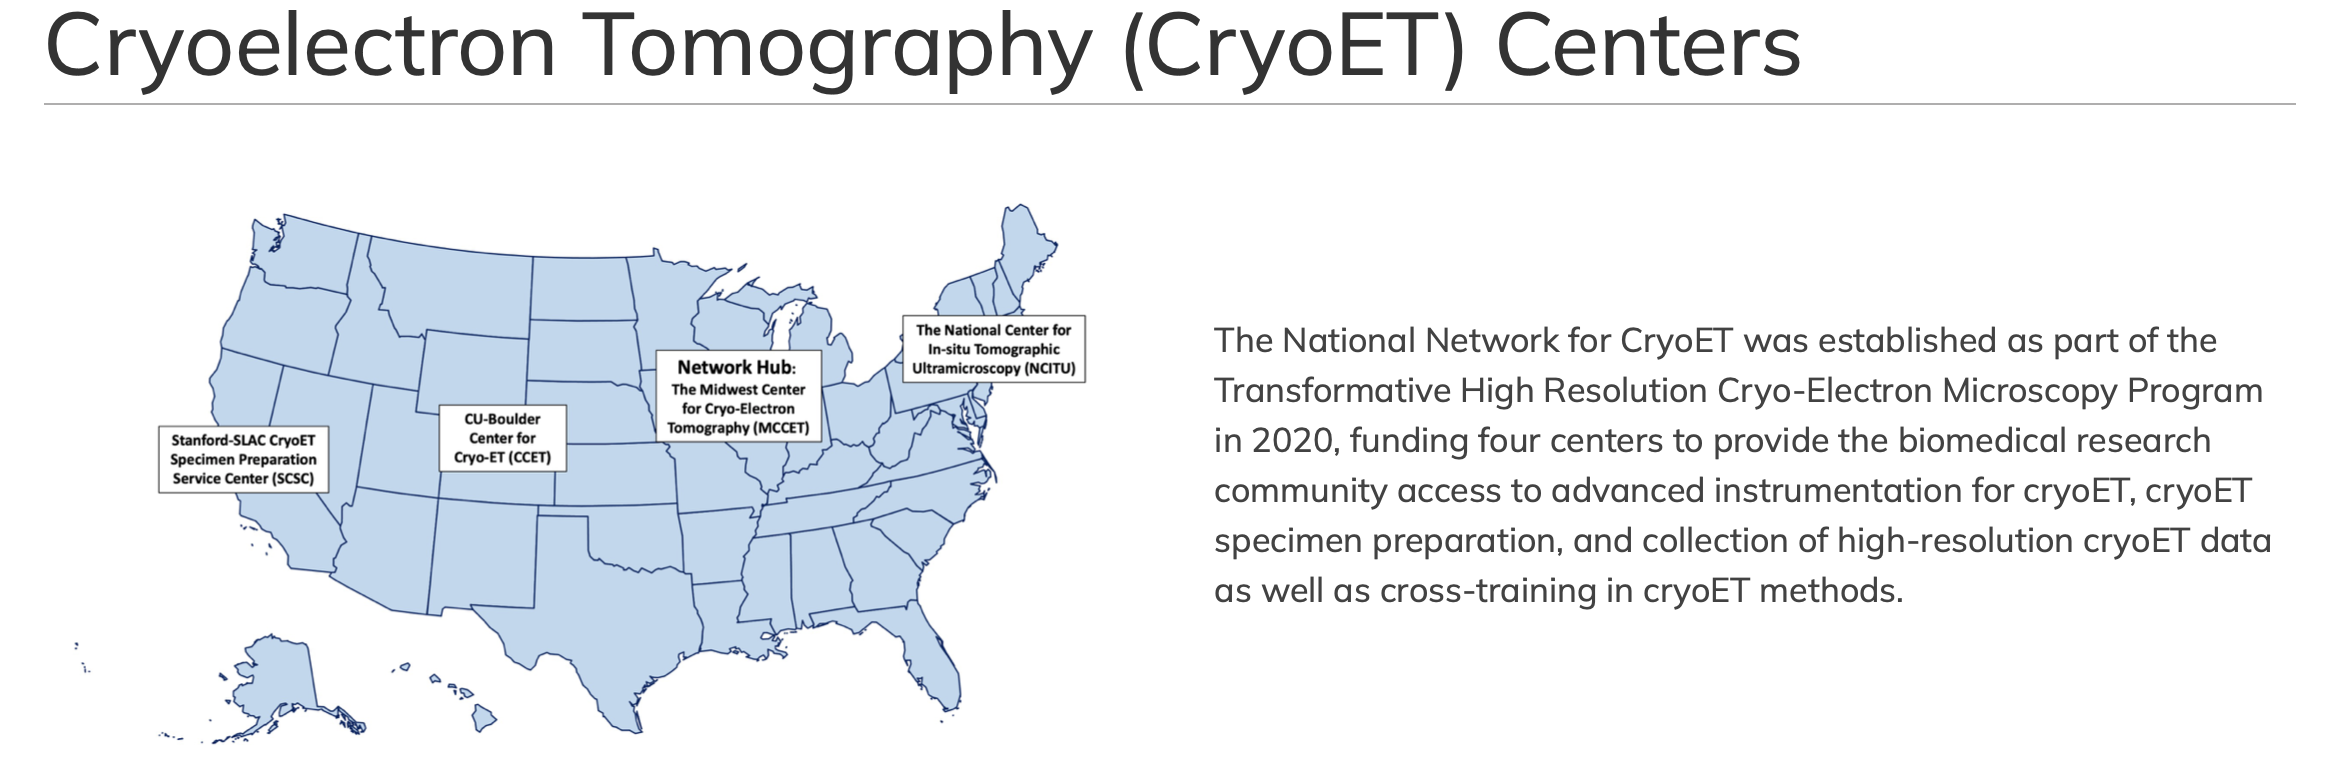 Cryoelectron Tomography (CryoET) Centers
The National Center for
In-situ Tomographic
Ultramicroscopy (NCITU)
Network Hub:
The Midwest Center
for Cryo-Electron
Tomography (MCCET)
CU-Boulder
Center for
Cryo-ET (CCET)
Stanford-SLAC CryoET
Specimen Preparation
Service Center (SCSC)
The National Network for CryoET was established as part of the
Transformative High Resolution Cryo-Electron Microscopy Program
in 2020, funding four centers to provide the biomedical research
community access to advanced instrumentation for cryoET, cryoET
specimen preparation, and collection of high-resolution cryoET data
as well as cross-training in cryoET methods.